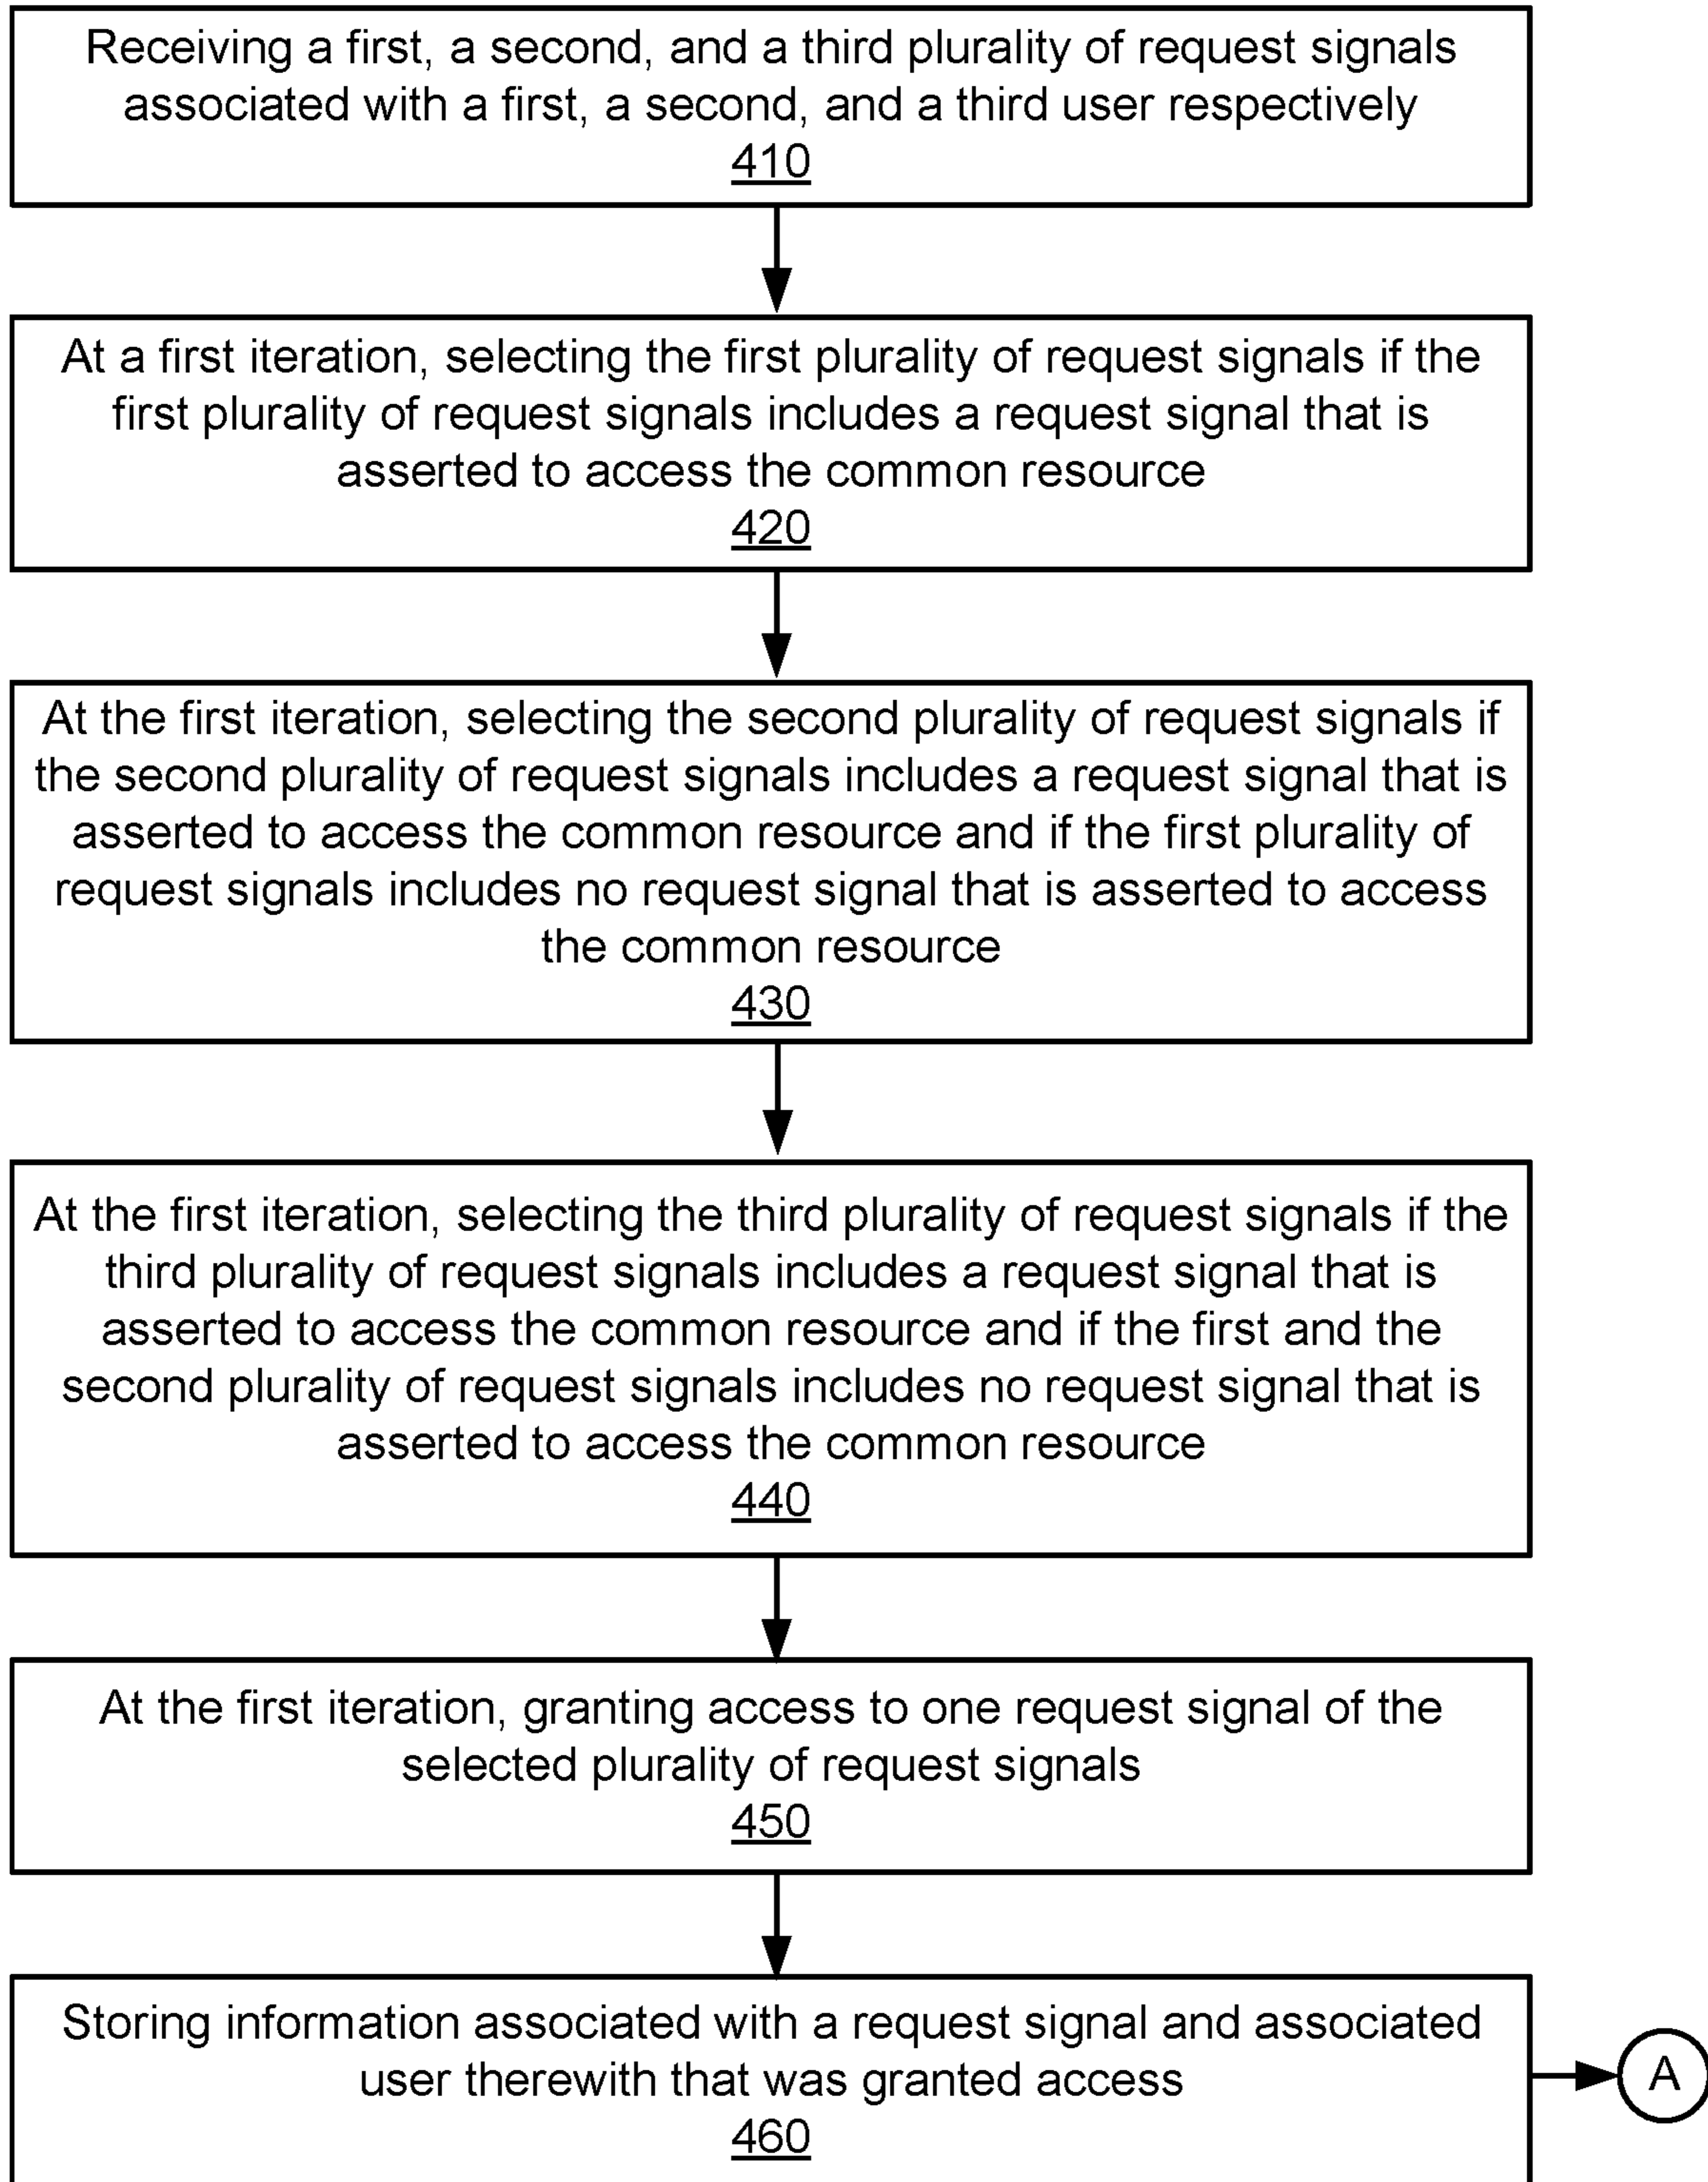 Receiving a first, a second, and a third plurality of request signals
associated with a first, a second, and a third user respectively
410
At a first iteration, selecting the first plurality of request signals if the
first plurality of request signals includes a request signal that is
asserted to access the common resource
420
At the first iteration, selecting the second plurality of request signals if
the second plurality of request signals includes a request signal that is
asserted to access the common resource and if the first plurality of
request signals includes no request signal that is asserted to access
the common resource
430
At the first iteration, selecting the third plurality of request signals if the
third plurality of request signals includes a request signal that is
asserted to access the common resource and if the first and the
second plurality of request signals includes no request signal that is
asserted to access the common resource
440
At the first iteration, granting access to one request signal of the
selected plurality of request signals
450
Storing information associated with a request signal and associated
user therewith that was granted access
460
A